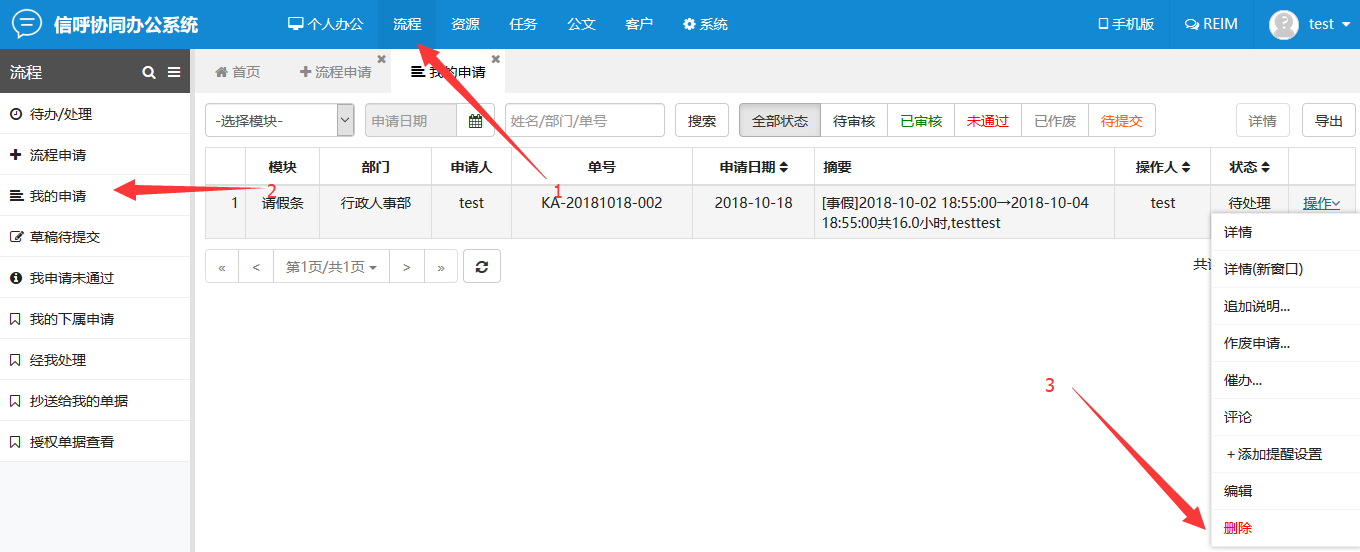 信呼协同办公系统 个人办公 流程 资源 任务 公文 客户 系统 手机版 REIM test
流程 首页 流程申请 我的申请
待办/处理
流程申请
我的申请
草稿待提交
我申请未通过
我的下属申请
经我处理
抄送给我的单据
授权单据查看
-选择模块- 申请日期 姓名/部门/单号 搜索 全部状态 待审核 已审核 未通过 已作废 待提交 详情 导出
模块 部门 申请人 单号 申请日期 摘要 操作人 状态
1 请假条 行政人事部 test KA-20181018-002 2018-10-18 [事假]2018-10-02 18:55:00→2018-10-04 test 待处理 操作
18:55:00共16.0小时,testtest
« < 第1页/共1页 > » 共
详情
详情(新窗口)
追加说明...
作废申请...
催办...
评论
+添加提醒设置
编辑
删除
1
2
3